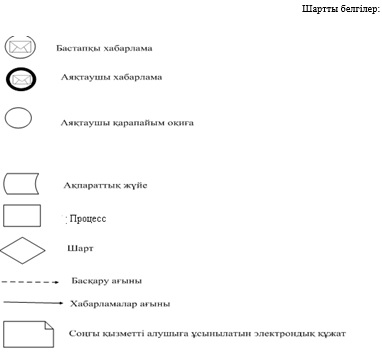 Шартты белгілер:
Бастапқы хабарлама
Аяқтаушы хабарлама
Аяқтаушы қарапайым оқиға
Ақпараттық жүйе
: Процесс
Шарт
Басқару ағыны
Хабарламалар ағыны
Соңғы қызметті алушыға ұсынылатын электрондық құжат